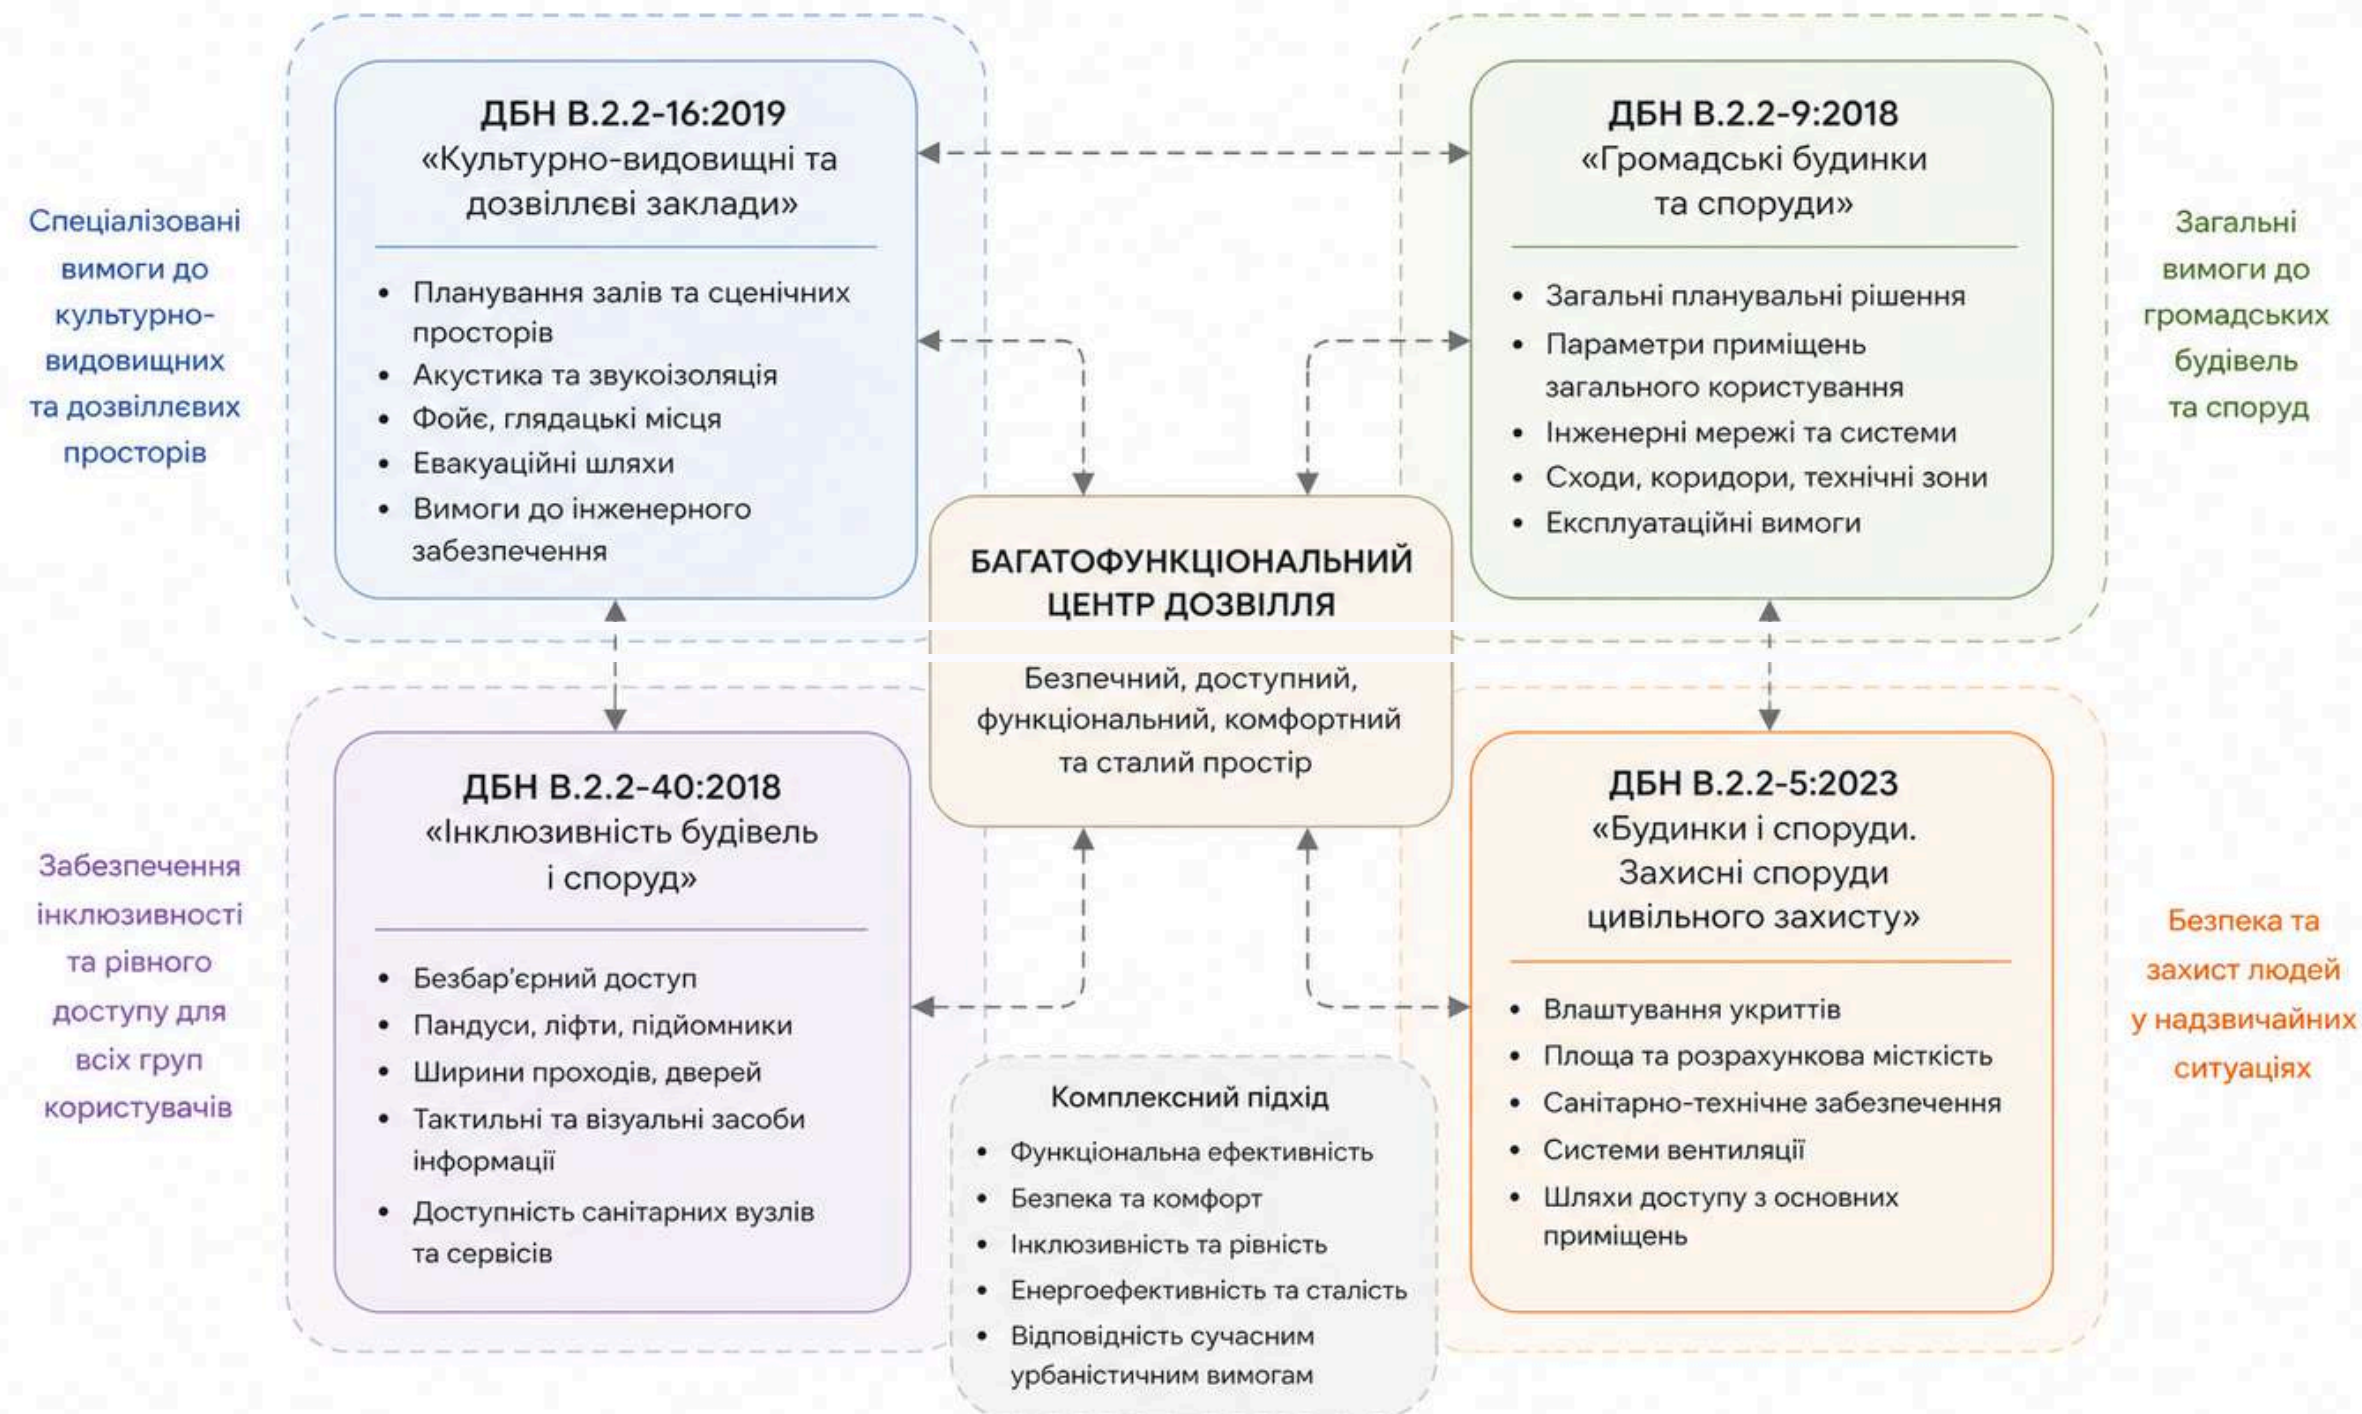 Спеціалізовані
вимоги до
культурно-
видовищних
та дозвіллєвих
просторів
ДБН В.2.2-16:2019
«Культурно-видовищні та
дозвіллєві заклади»
• Планування залів та сценічних
просторів
• Акустика та звукоізоляція
• Фойє, глядацькі місця
• Евакуаційні шляхи
• Вимоги до інженерного
забезпечення
ДБН В.2.2-9:2018
«Громадські будинки
та споруди»
• Загальні планувальні рішення
• Параметри приміщень
загального користування
• Інженерні мережі та системи
• Сходи, коридори, технічні зони
• Експлуатаційні вимоги
Загальні
вимоги до
громадських
будівель
та споруд
БАГАТОФУНКЦІОНАЛЬНИЙ
ЦЕНТР ДОЗВІЛЛЯ
Безпечний, доступний,
функціональний, комфортний
та сталий простір
Забезпечення
інклюзивності
та рівного
доступу для
всіх груп
користувачів
ДБН В.2.2-40:2018
«Інклюзивність будівель
і споруд»
• Безбар'єрний доступ
• Пандуси, ліфти, підйомники
• Ширини проходів, дверей
• Тактильні та візуальні засоби
інформації
• Доступність санітарних вузлів
та сервісів
Комплексний підхід
• Функціональна ефективність
• Безпека та комфорт
• Інклюзивність та рівність
• Енергоефективність та сталість
• Відповідність сучасним
урбаністичним вимогам
ДБН В.2.2-5:2023
«Будинки і споруди.
Захисні споруди
цивільного захисту»
• Влаштування укриттів
• Площа та розрахункова місткість
• Санітарно-технічне забезпечення
• Системи вентиляції
• Шляхи доступу з основних
приміщень
Безпека та
захист людей
у надзвичайних
ситуаціях